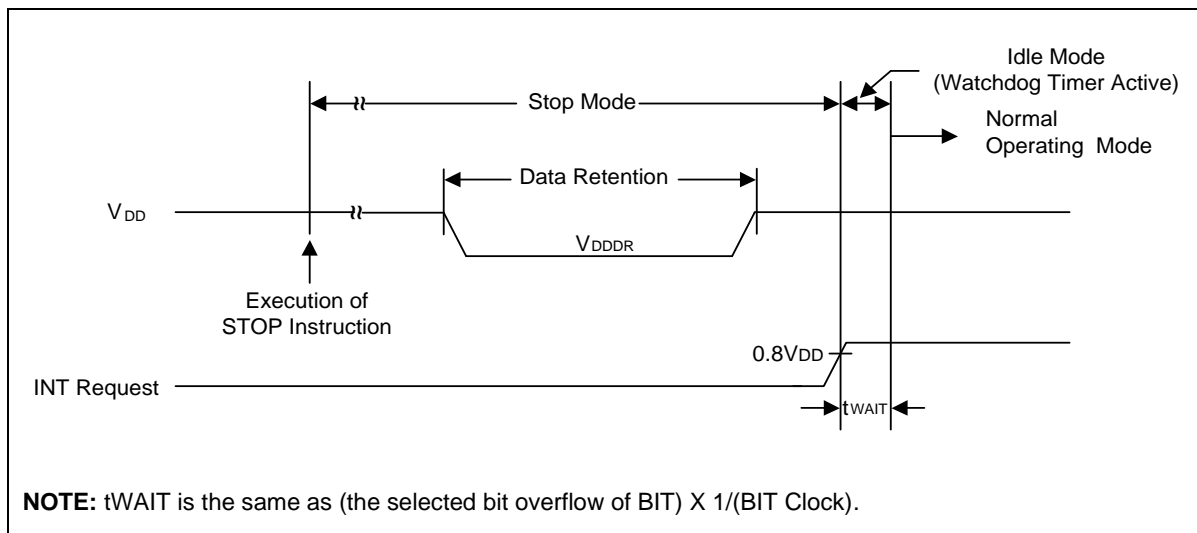 Idle Mode
(Watchdog Timer Active)
Stop Mode
Normal
Operating Mode
Data Retention
VDD
VDDDR
Execution of
STOP Instruction
0.8VDD
INT Request
tWAIT
NOTE: tWAIT is the same as (the selected bit overflow of BIT) X 1/(BIT Clock).